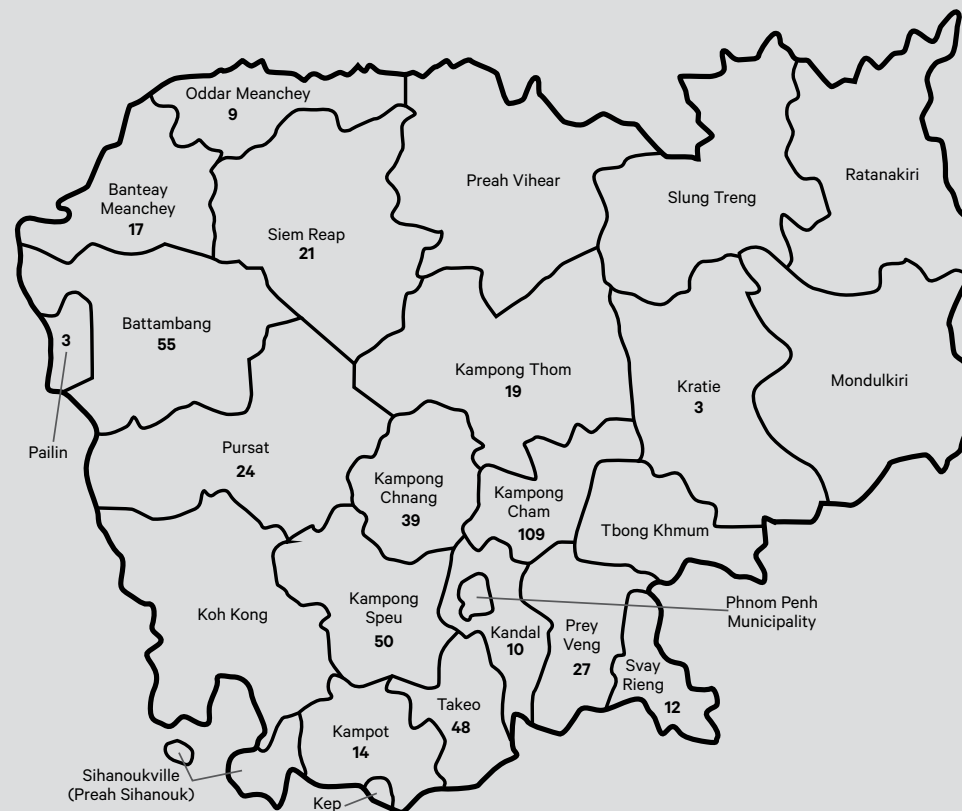 Oddar Meanchey
9
Banteay
Meanchey
17
Siem Reap
21
Preah Vihear
Slung Treng
Ratanakiri
Battambang
55
3
Pailin
Kampong Thom
19
Kratie
3
Mondulkiri
Pursat
24
Kampong
Chnang
39
Kampong
Cham
109
Tbong Khmum
Koh Kong
Kampong
Speu
50
Kandal
10
Prey
Veng
27
Phnom Penh
Municipality
Svay
Rieng
12
Takeo
48
Kampot
14
Sihanoukville
(Preah Sihanouk)
Kep